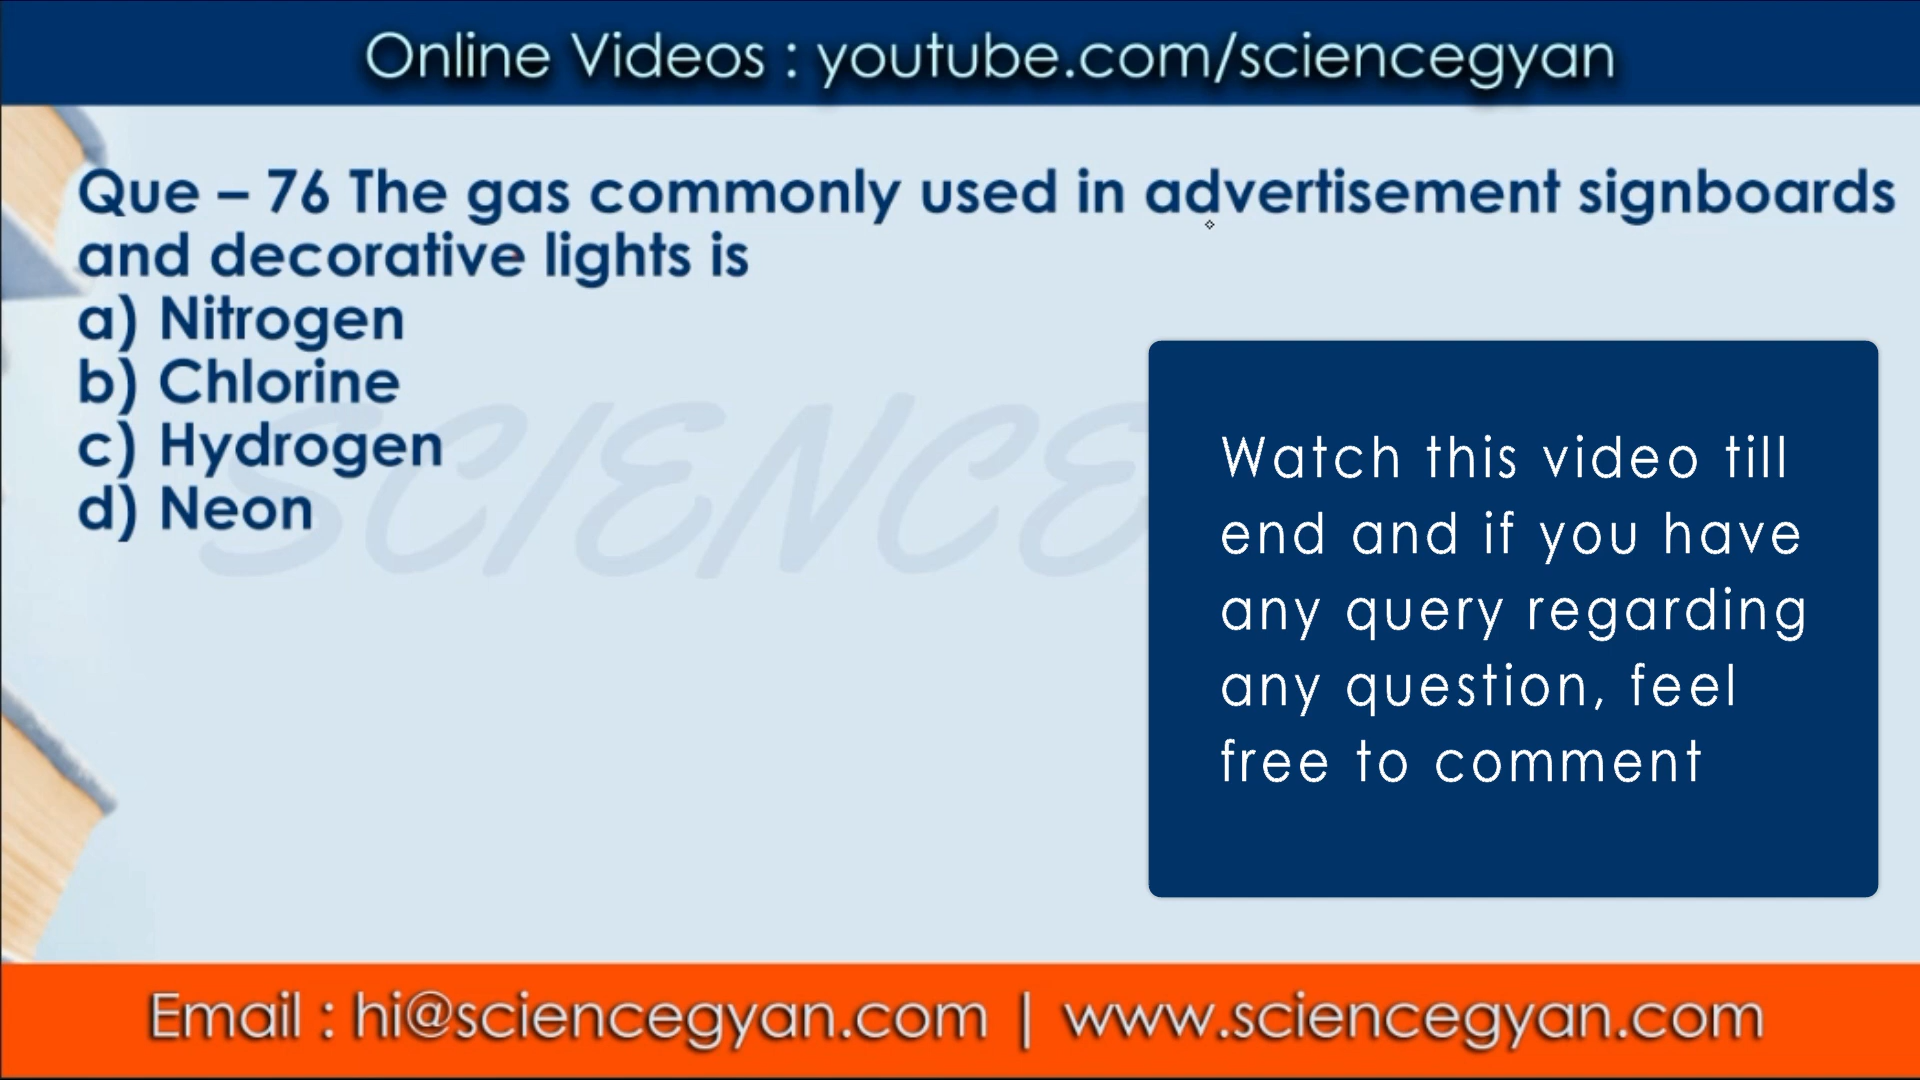 Online Videos : youtube.com/sciencegyan
Que – 76 The gas commonly used in advertisement signboards
and decorative lights is
a) Nitrogen
b) Chlorine
c) Hydrogen
d) Neon
SCIENCE
Watch this video till
end and if you have
any query regarding
any question, feel
free to comment
Email : hi@sciencegyan.com | www.sciencegyan.com